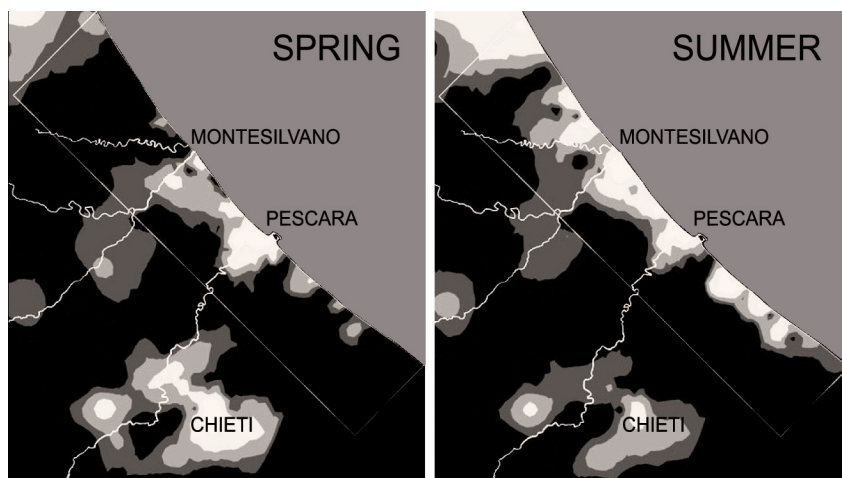 SPRING
MONTESILVANO
PESCARA
CHIETI
SUMMER
MONTESILVANO
PESCARA
CHIETI